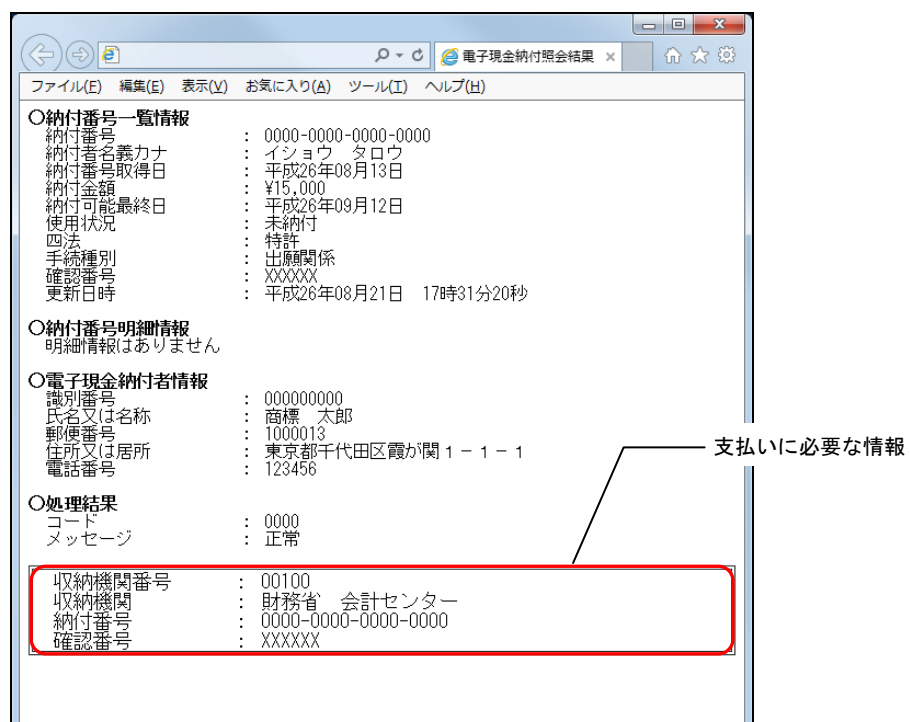 電子現金納付照会結果
ファイル(F) 編集(E) 表示(V) お気に入り(A) ツール(T) ヘルプ(H)
○納付番号一覧情報
納付番号 : 0000-0000-0000-0000
納付者名義カナ : イショウ タロウ
納付番号取得日 : 平成26年08月13日
納付金額 : ¥15,000
納付可能最終日 : 平成26年09月12日
使用状況 : 未納付
四法 : 特許
手続種別 : 出願関係
確認番号 : XXXXXX
更新日時 : 平成26年08月21日 17時31分20秒
○納付番号明細情報
明細情報はありません
○電子現金納付者情報
識別番号 : 000000000
氏名又は名称 : 商標 太郎
郵便番号 : 1000013
住所又は居所 : 東京都千代田区霞が関1-1-1
電話番号 : 123456
支払いに必要な情報
○処理結果
コード : 0000
メッセージ : 正常
収納機関番号 : 00100
収納機関 : 財務省 会計センター
納付番号 : 0000-0000-0000-0000
確認番号 : XXXXXX